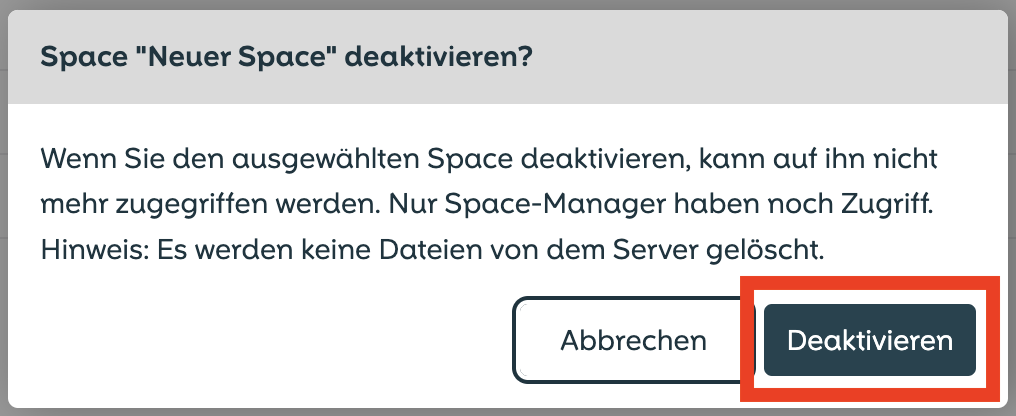 Space "Neuer Space" deaktivieren?
Wenn Sie den ausgewählten Space deaktivieren, kann auf ihn nicht
mehr zugegriffen werden. Nur Space-Manager haben noch Zugriff.
Hinweis: Es werden keine Dateien von dem Server gelöscht.
Abbrechen Deaktivieren